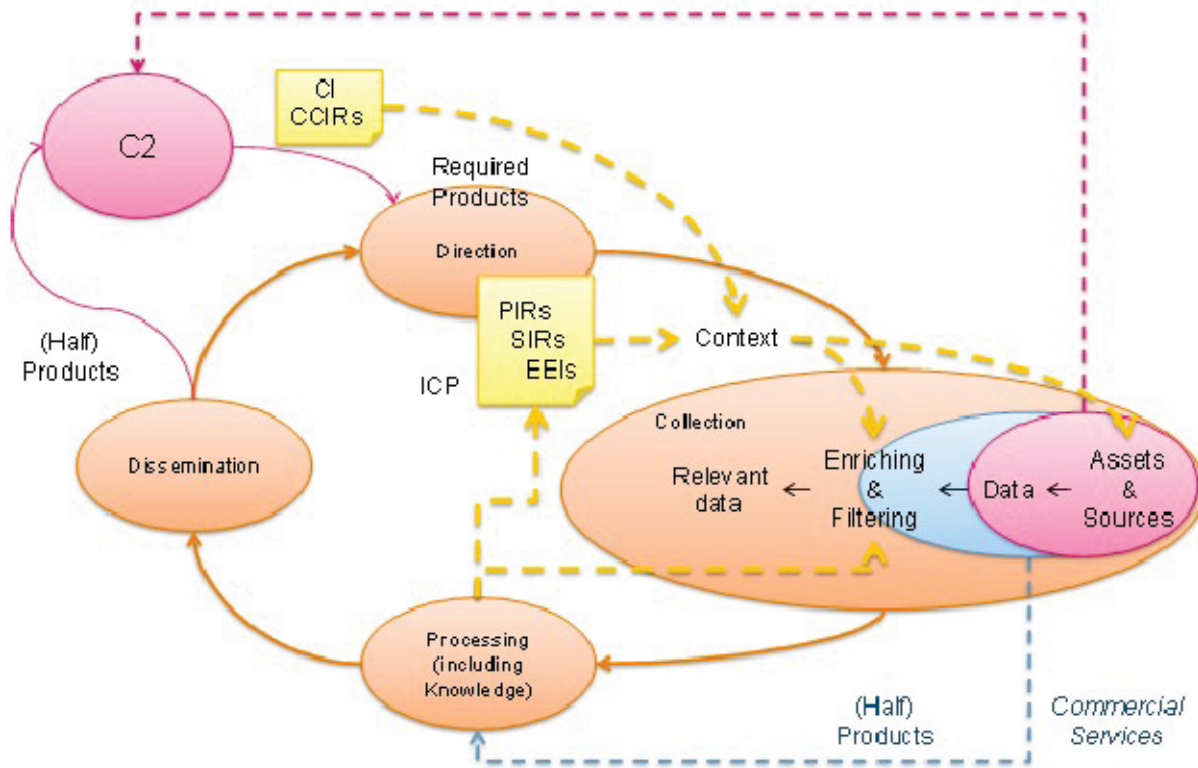 C2
CI
CCIRs
Required
Products
Direction
PIRs
SIRs
EEIs
ICP
Context
(Half)
Products
Collection
Relevant
data
Enriching
&
Filtering
Data
Assets
&
Sources
Dissemination
Processing
(including
Knowledge)
(Half)
Products
Commercial
Services